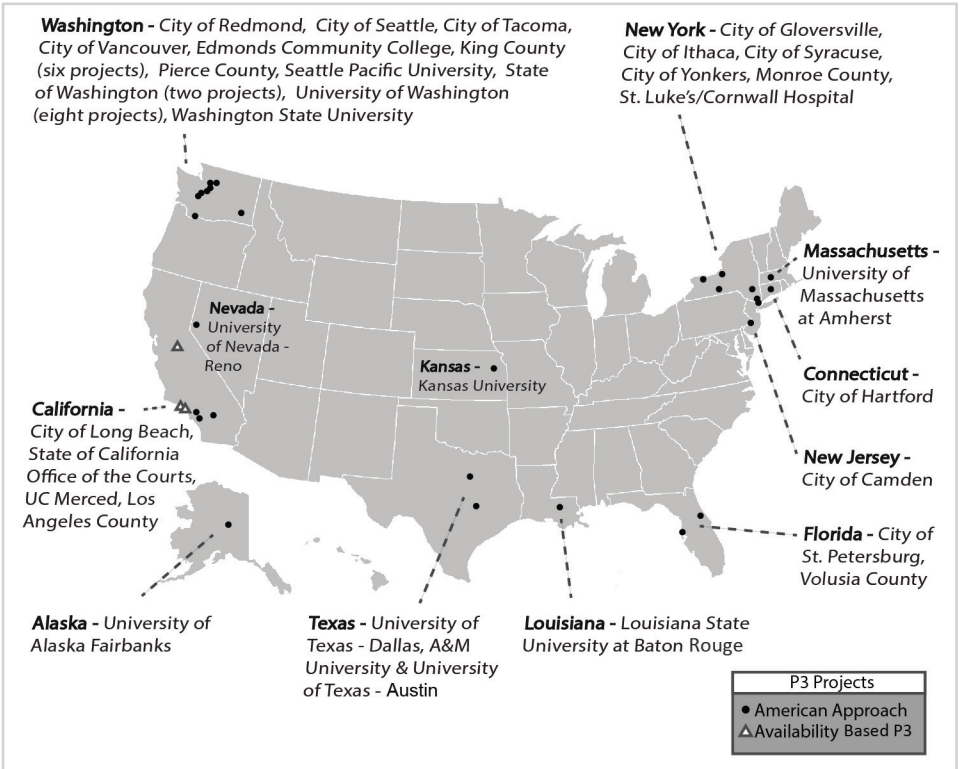 Washington - City of Redmond, City of Seattle, City of Tacoma,
City of Vancouver, Edmonds Community College, King County
(six projects), Pierce County, Seattle Pacific University, State
of Washington (two projects), University of Washington
(eight projects), Washington State University
New York - City of Gloversville,
City of Ithaca, City of Syracuse,
City of Yonkers, Monroe County,
St. Luke's/Cornwall Hospital
Massachusetts -
University of
Massachusetts
at Amherst
Nevada -
University
of Nevada -
Reno
Kansas -
Kansas University
Connecticut -
City of Hartford
California -
City of Long Beach,
State of California
Office of the Courts,
UC Merced, Los
Angeles County
New Jersey -
City of Camden
Florida - City of
St. Petersburg,
Volusia County
Alaska - University of
Alaska Fairbanks
Texas - University of
Texas - Dallas, A&M
University & University
of Texas - Austin
Louisiana - Louisiana State
University at Baton Rouge
P3 Projects
American Approach
Availability Based P3